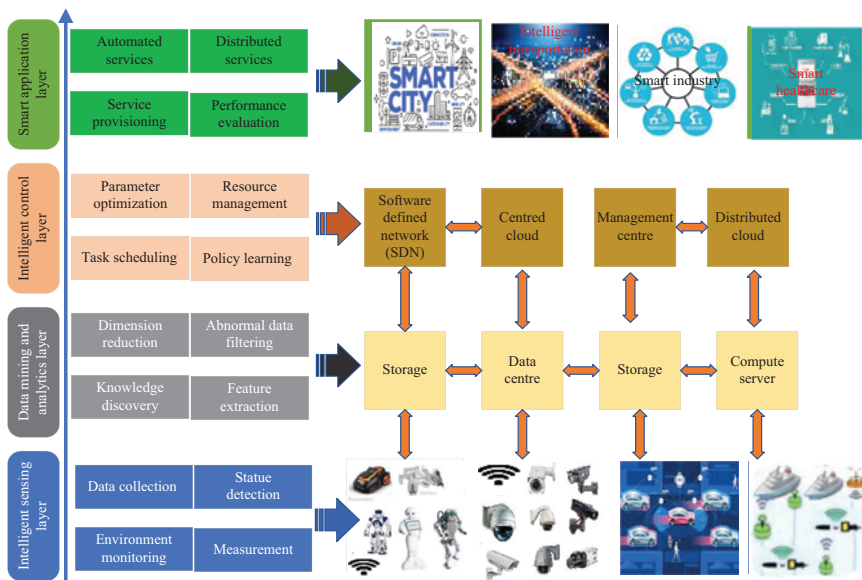 Smart application
layer
Automated
services
Distributed
services
Service
provisioning
Performance
evaluation
SMART
CITY
Intelligent
transportation
Smart industry
Smart
healthcare
Intelligent control
layer
Parameter
optimization
Resource
management
Task scheduling
Policy learning
Software
defined
network
(SDN)
Centred
cloud
Management
centre
Distributed
cloud
Data mining and
analytics layer
Dimension
reduction
Abnormal data
filtering
Knowledge
discovery
Feature
extraction
Storage
Data
centre
Storage
Compute
server
Intelligent sensing
layer
Data collection
Statue
detection
Environment
monitoring
Measurement